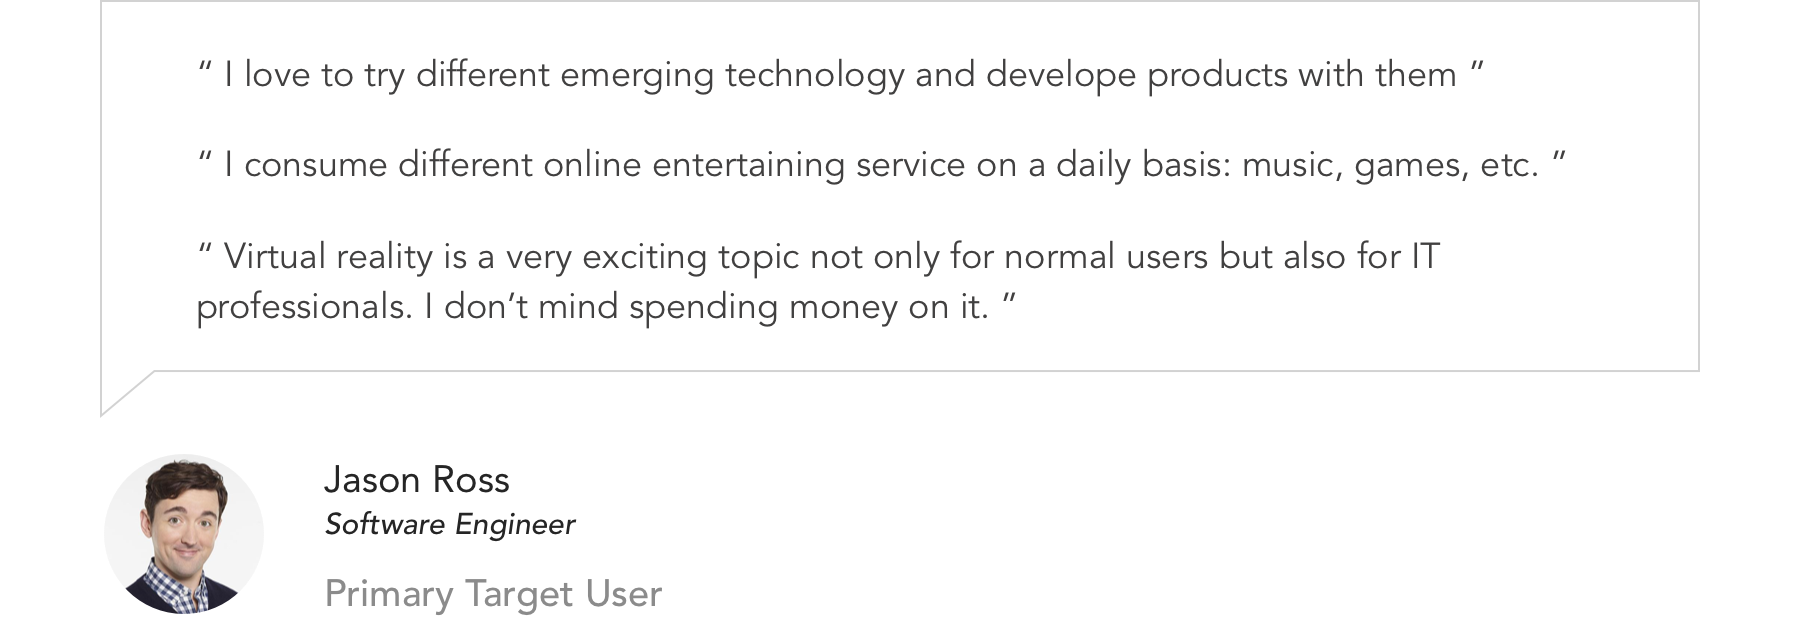 “ I love to try different emerging technology and develope products with them ”
“ I consume different online entertaining service on a daily basis: music, games, etc. ”
“ Virtual reality is a very exciting topic not only for normal users but also for IT
professionals. I don’t mind spending money on it. ”
Jason Ross
Software Engineer
Primary Target User